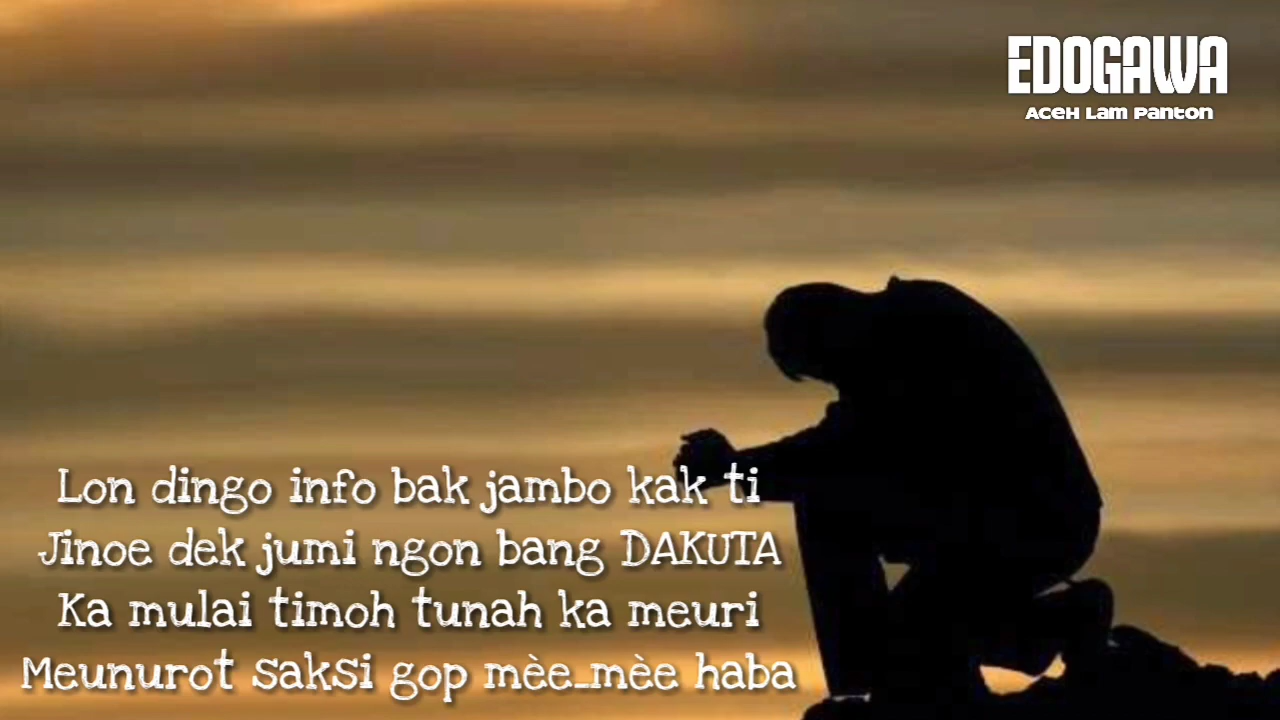 EDOGAWA
Aceh Lam Panton
Lon dingo info bak jambo kak ti
Jinoe dek jumi ngon bang DAKUTA
Ka mulai timoh tunah ka meuri
Meunurot saksi gop mèe_mèe haba